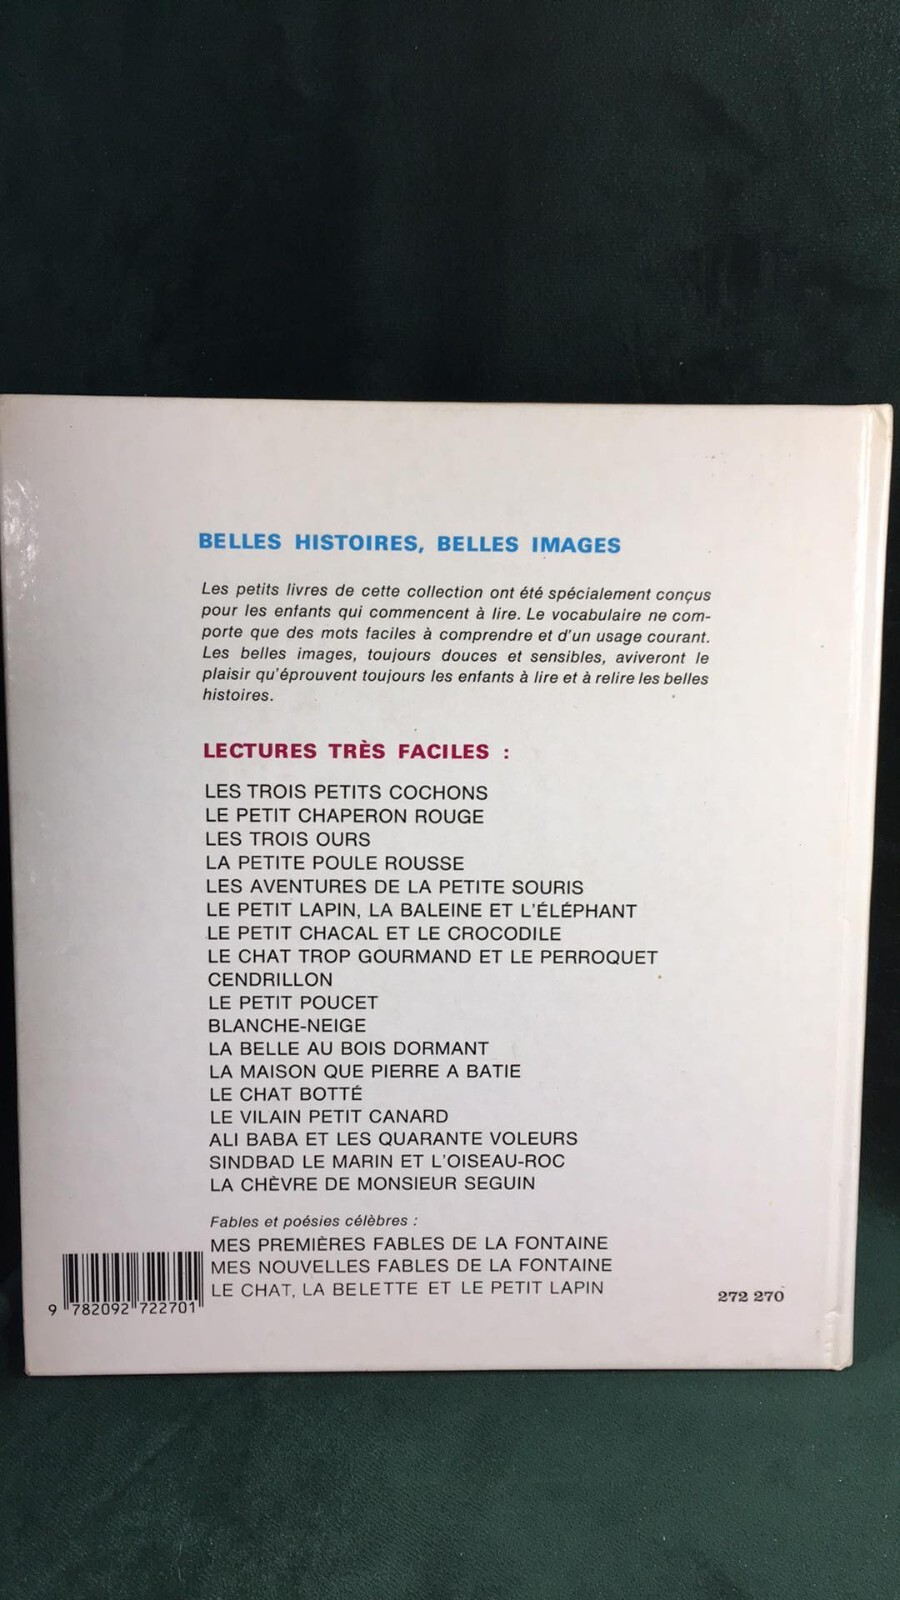 BELLES HISTOIRES, BELLES IMAGES
Les petits livres de cette collection ont été spécialement conçus
pour les enfants qui commencent à lire. Le vocabulaire ne com-
porte que des mots faciles à comprendre et d'un usage courant.
Les belles images, toujours douces et sensibles, aviveront le
plaisir qu'éprouvent toujours les enfants à lire et à relire les belles
histoires.
LECTURES TRÈS FACILES :
LES TROIS PETITS COCHONS
LE PETIT CHAPERON ROUGE
LES TROIS OURS
LA PETITE POULE ROUSSE
LES AVENTURES DE LA PETITE SOURIS
LE PETIT LAPIN, LA BALEINE ET L'ÉLÉPHANT
LE PETIT CHACAL ET LE CROCODILE
LE CHAT TROP GOURMAND ET LE PERROQUET
CENDRILLON
LE PETIT POUCET
BLANCHE-NEIGE
LA BELLE AU BOIS DORMANT
LA MAISON QUE PIERRE A BATIE
LE CHAT BOTTÉ
LE VILAIN PETIT CANARD
ALI BABA ET LES QUARANTE VOLEURS
SINDBAD LE MARIN ET L'OISEAU-ROC
LA CHÈVRE DE MONSIEUR SEGUIN
Fables et poésies célèbres :
MES PREMIÈRES FABLES DE LA FONTAINE
MES NOUVELLES FABLES DE LA FONTAINE
LE CHAT, LA BELETTE ET LE PETIT LAPIN
9 782092 722701
272 270